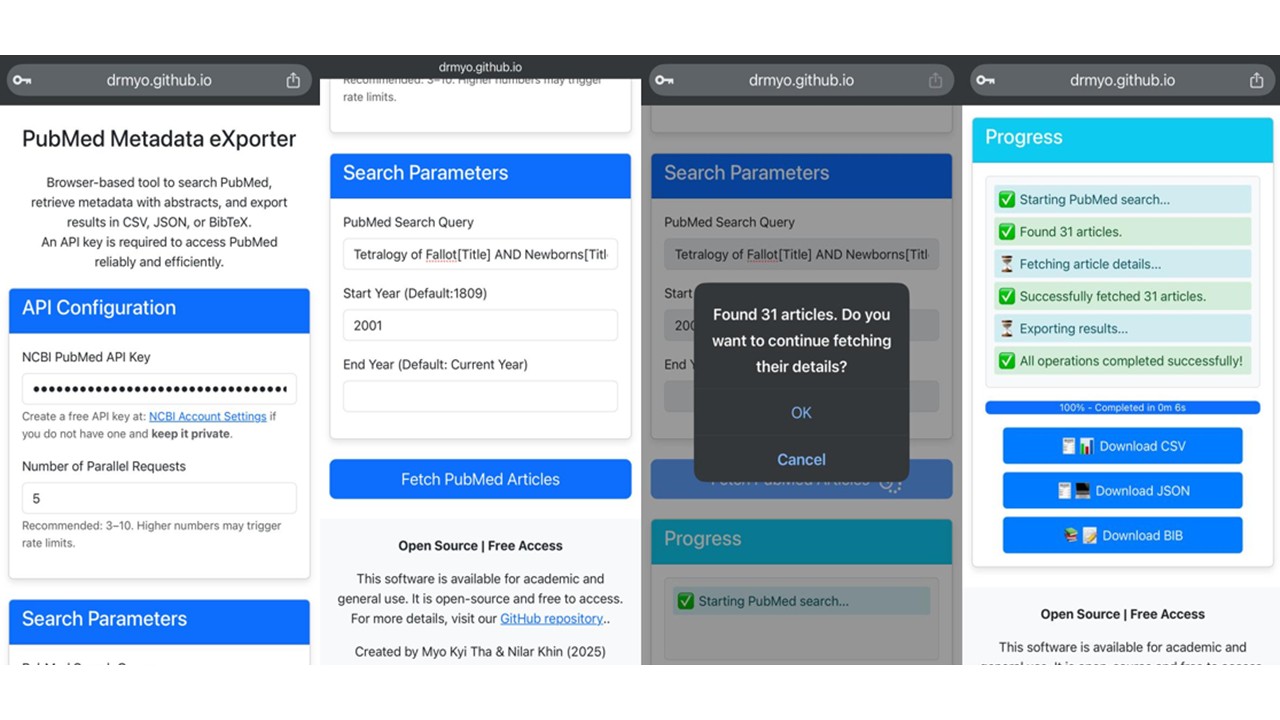 drmyo.github.io
PubMed Metadata eXporter
Browser-based tool to search PubMed,
retrieve metadata with abstracts, and export
results in CSV, JSON, or BibTeX.
An API key is required to access PubMed
reliably and efficiently.
API Configuration
NCBI PubMed API Key
••••••••••••••••••••••••••••••••••
Create a free API key at: NCBI Account Settings if
you do not have one and keep it private.
Number of Parallel Requests
5
Recommended: 3–10. Higher numbers may trigger
rate limits.
Search Parameters
drmyo.github.io
Recommended: 3–10. Higher numbers may trigger
rate limits.
Search Parameters
PubMed Search Query
Tetralogy of Fallot[Title] AND Newborns[Titl
Start Year (Default:1809)
2001
End Year (Default: Current Year)
Fetch PubMed Articles
Open Source | Free Access
This software is available for academic and
general use. It is open-source and free to access.
For more details, visit our GitHub repository..
Created by Myo Kyi Tha & Nilar Khin (2025)
drmyo.github.io
Search Parameters
PubMed Search Query
Tetralogy of Fallot[Title] AND Newborns[Titl
Start
200
End Y
Found 31 articles. Do you
want to continue fetching
their details?
OK
Cancel
Fetch PubMed Articles
Progress
✅ Starting PubMed search...
drmyo.github.io
Progress
✅ Starting PubMed search...
✅ Found 31 articles.
⏳ Fetching article details...
✅ Successfully fetched 31 articles.
⏳ Exporting results...
✅ All operations completed successfully!
100% - Completed in 0m 6s
Download CSV
Download JSON
Download BIB
Open Source | Free Access
This software is available for academic and
general use. It is open-source and free to access.